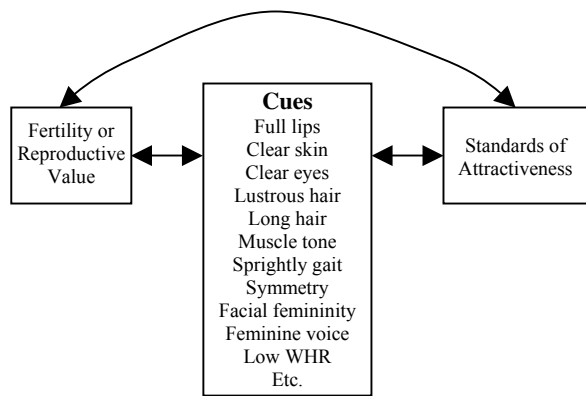 Fertility or
Reproductive
Value
Cues
Full lips
Clear skin
Clear eyes
Lustrous hair
Long hair
Muscle tone
Sprightly gait
Symmetry
Facial femininity
Feminine voice
Low WHR
Etc.
Standards of
Attractiveness